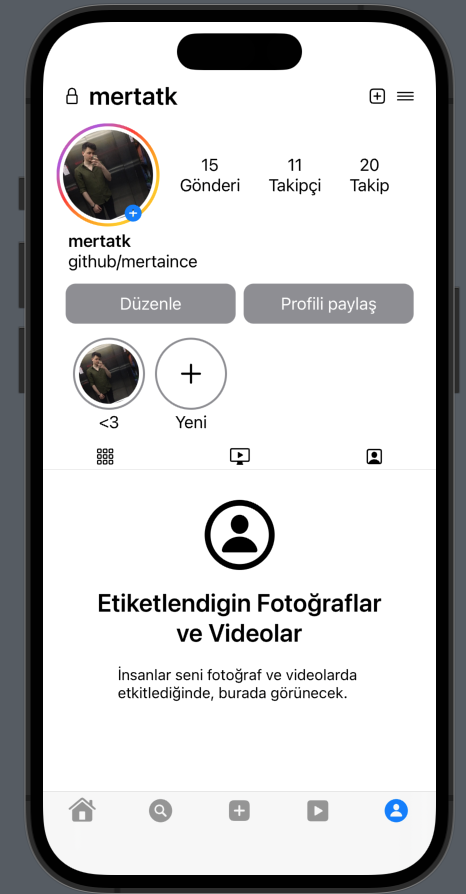 mertatk
15 11 20
Gönderi Takipçi Takip
mertatk
github/mertaince
Düzenle Profili paylaş
<3 Yeni
Etiketlendigin Fotoğraflar
ve Videolar
İnsanlar seni fotoğraf ve videolarda
etkitlediğinde, burada görünecek.